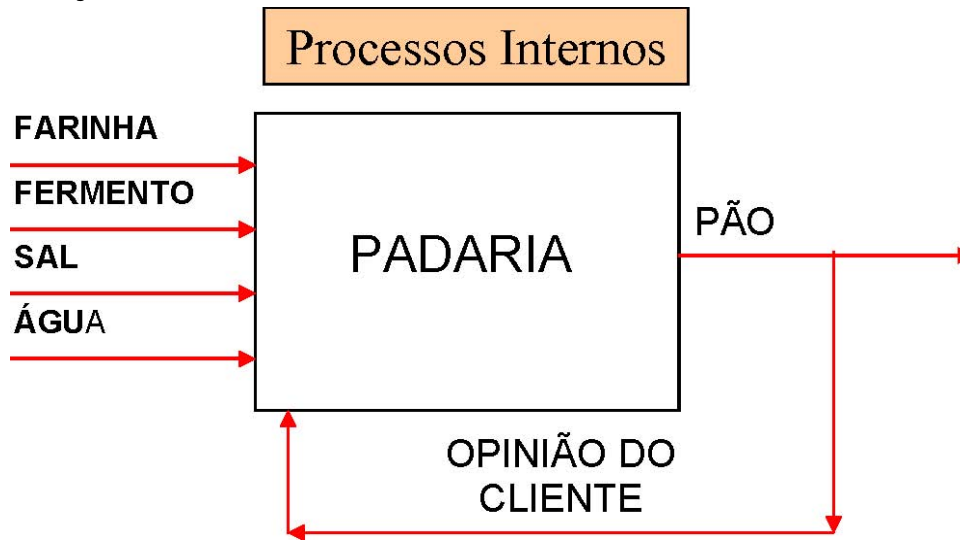 Processos Internos
FARINHA
FERMENTO
SAL
ÁGUA
PADARIA
PÃO
OPINIÃO DO
CLIENTE